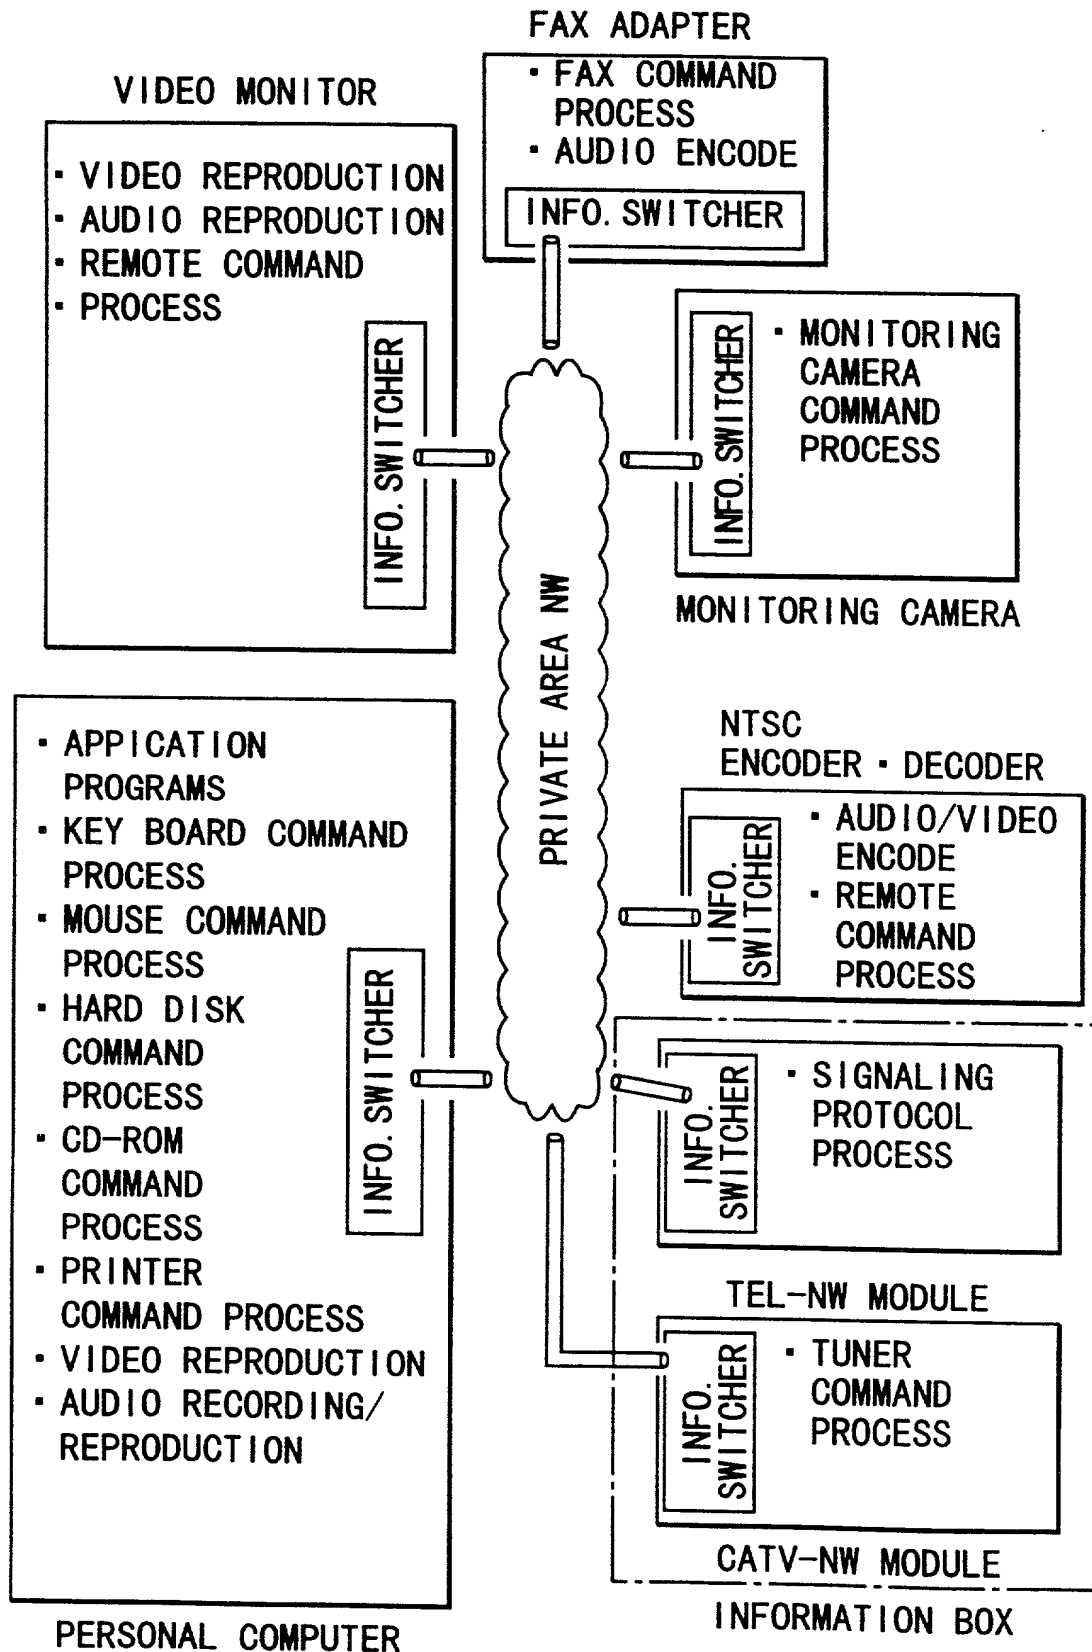 FAX ADAPTER
· FAX COMMAND
PROCESS
· AUDIO ENCODE
INFO. SWITCHER
VIDEO MONITOR
· VIDEO REPRODUCTION
· AUDIO REPRODUCTION
· REMOTE COMMAND
· PROCESS
INFO. SWITCHER
INFO. SWITCHER
· MONITORING
CAMERA
COMMAND
PROCESS
MONITORING CAMERA
PRIVATE AREA NW
· APPICATION
PROGRAMS
· KEY BOARD COMMAND
PROCESS
· MOUSE COMMAND
PROCESS
· HARD DISK
COMMAND
PROCESS
· CD-ROM
COMMAND
PROCESS
· PRINTER
COMMAND PROCESS
· VIDEO REPRODUCTION
· AUDIO RECORDING/
REPRODUCTION
INFO. SWITCHER
PERSONAL COMPUTER
NTSC
ENCODER · DECODER
INFO.
SWITCHER
· AUDIO/VIDEO
ENCODE
· REMOTE
COMMAND
PROCESS
INFO.
SWITCHER
· SIGNALING
PROTOCOL
PROCESS
TEL-NW MODULE
INFO.
SWITCHER
· TUNER
COMMAND
PROCESS
CATV-NW MODULE
INFORMATION BOX